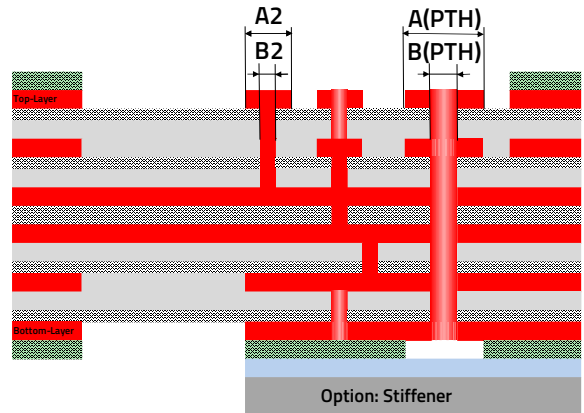 A2
A(PTH)
B2
B(PTH)
Top-Layer
Bottom-Layer
Option: Stiffener